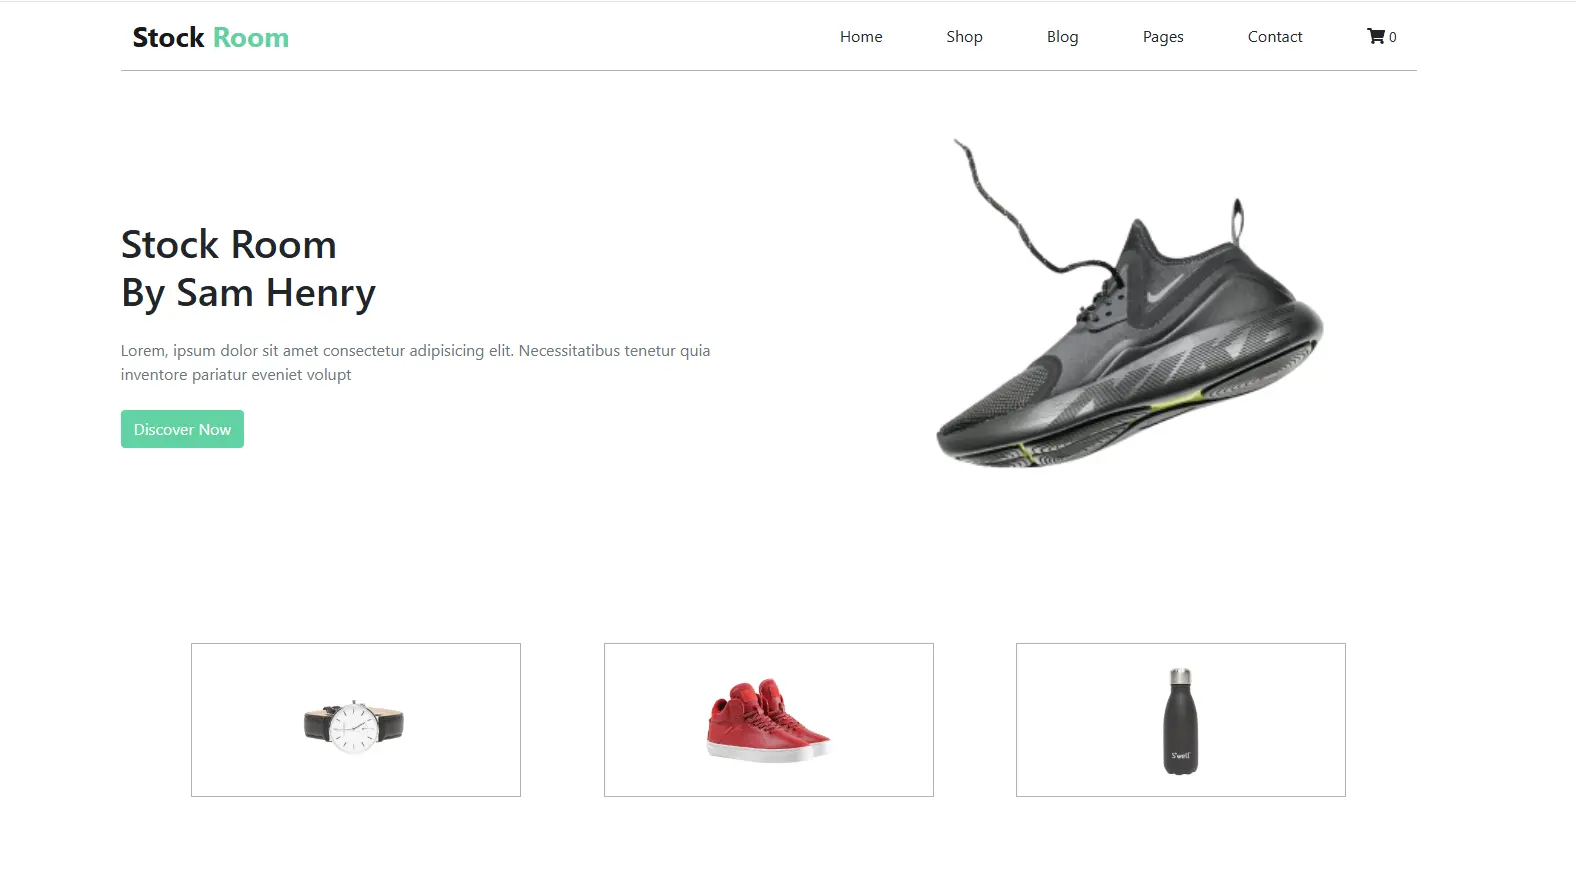 Stock Room
Home
Shop
Blog
Pages
Contact
0
Stock Room
By Sam Henry
Lorem, ipsum dolor sit amet consectetur adipisicing elit. Necessitatibus tenetur quia
inventore pariatur eveniet volupt
Discover Now
S'well